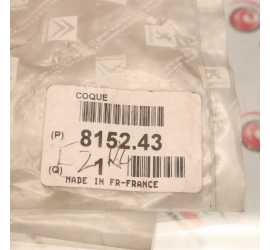 COQUE
(P) 8152.43
(Q) 1
MADE IN FR-FRANCE